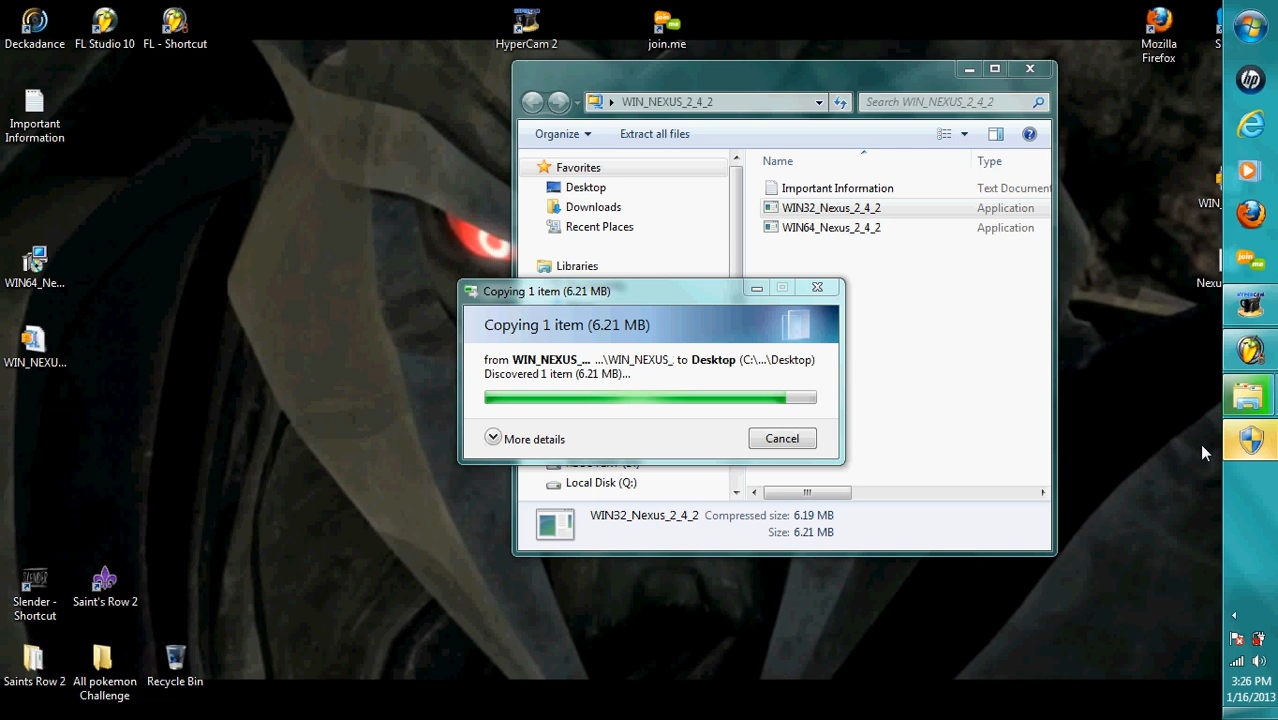 Deckadance
FL Studio 10
FL - Shortcut
HyperCam 2
join.me
Mozilla
Firefox
Important
Information
WIN64_Ne...
WIN_NEXU...
Slender -
Shortcut
Saint's Row 2
Saints Row 2
All pokemon
Challenge
Recycle Bin
WIN_NEXUS_2_4_2
Search WIN_NEXUS_2_4_2
Organize
Extract all files
Favorites
Desktop
Downloads
Recent Places
Libraries
Local Disk (Q:)
Name
Type
Important Information
Text Document
WIN32_Nexus_2_4_2
Application
WIN64_Nexus_2_4_2
Application
Copying 1 item (6.21 MB)
Copying 1 item (6.21 MB)
from WIN_NEXUS_... ...\WIN_NEXUS_ to Desktop (C:\...\Desktop)
Discovered 1 item (6.21 MB)...
More details
Cancel
WIN32_Nexus_2_4_2
Compressed size: 6.19 MB
Size: 6.21 MB
hp
join
me
HYPERCAM
3:26 PM
1/16/2013